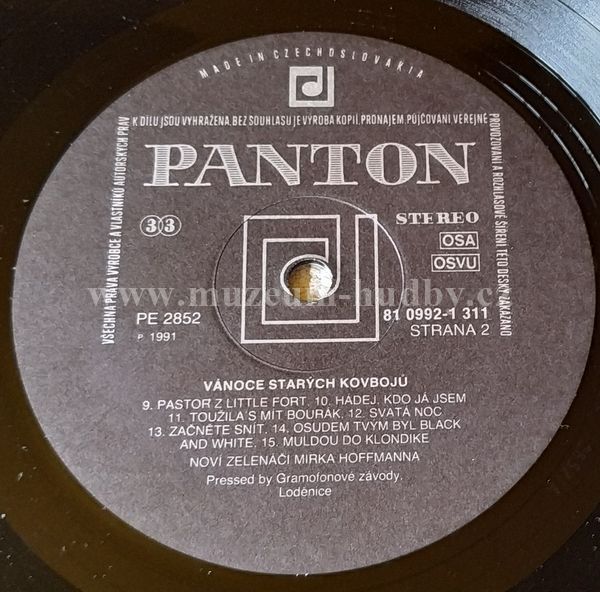 MADE IN CZECHOSLOVAKIA
VŠECHNA PRÁVA VÝROBCE A VLASTNÍKŮ AUTORSKÝCH PRÁV
K DÍLU JSOU VYHRAŽENA. BEZ SOUHLASU JE VÝROBA KOPIÍ, PRONÁJEM, PŮJČOVÁNÍ VEŘEJNÉ
PROVOZOVÁNÍ A ROZHLASOVÉ ŠÍŘENÍ TÉTO DESKY ZAKÁZÁNO
PANTON
33
STEREO
OSA
OSVU
www.muzeum-hudby.cz
PE 2852
81 0992-1 311
℗ 1991
STRANA 2
VÁNOCE STARÝCH KOVBOJŮ
9. PASTOR Z LITTLE FORT. 10. HÁDEJ, KDO JÁ JSEM
11. TOUŽILA'S MÍT BOURÁK. 12. SVATÁ NOC
13. ZAČNĚTE SNÍT. 14. OSUDEM TVÝM BYL BLACK
AND WHITE. 15. MULDOU DO KLONDIKE
NOVÍ ZELENÁČI MIRKA HOFFMANNA
Pressed by Gramofonové závody.
Loděnice